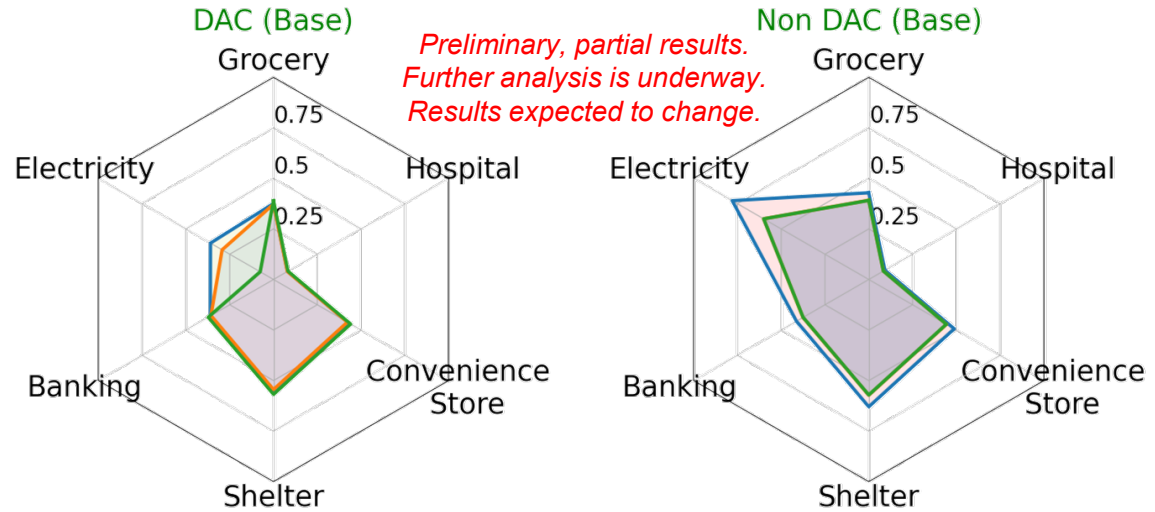 DAC (Base)
Non DAC (Base)
Preliminary, partial results.
Further analysis is underway.
Results expected to change.
Grocery
0.75
0.5
0.25
Electricity
Hospital
Banking
Convenience
Store
Shelter
Grocery
0.75
0.5
0.25
Electricity
Hospital
Banking
Convenience
Store
Shelter